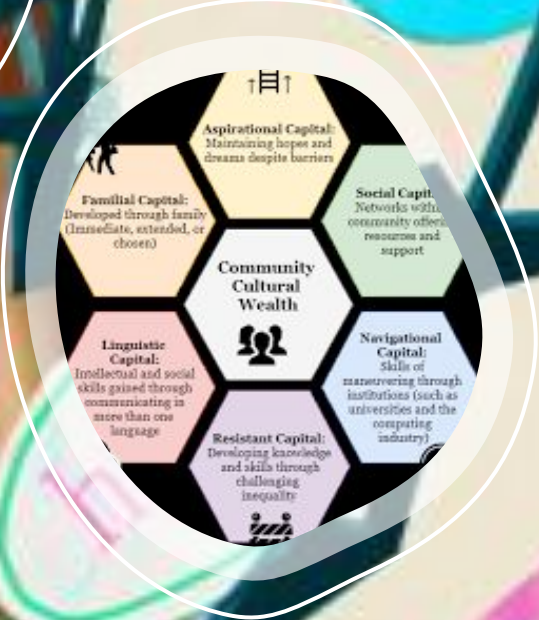 Aspirational Capital:
Maintaining hopes and
dreams despite barriers
Familial Capital:
Developed through family
(Immediate, extended, or
chosen)
Social
Networks
community
resources and
support
Community
Cultural
Wealth
Linguistic
Capital:
Intellectual and social
skills gained through
communicating in
more than one
language
Navigational
Capital:
Skills of
maneuvering through
institutions (such as
universities and the
computing
industry)
Resistant Capital:
Developing knowledge
and skills through
challenging
inequality